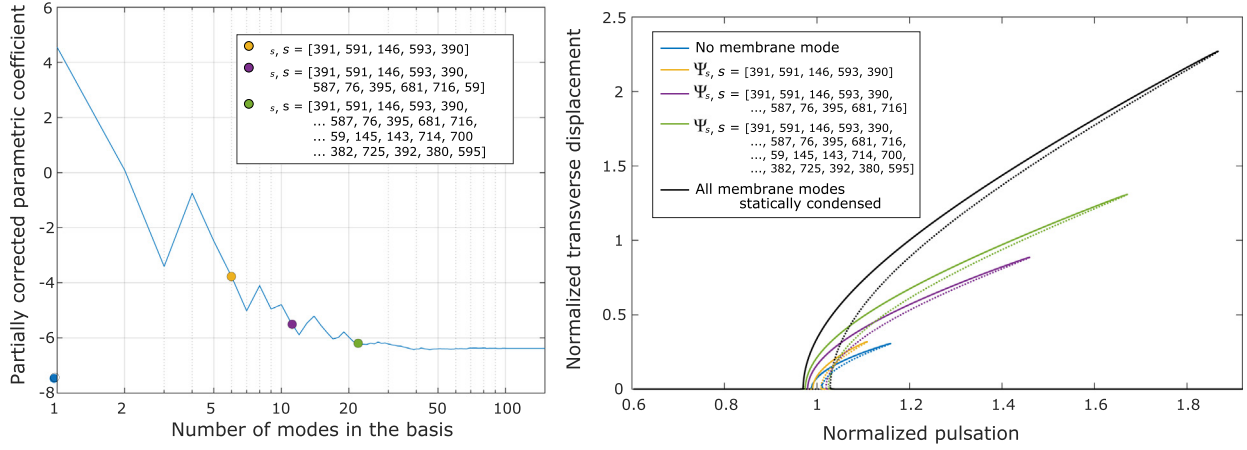 Partially corrected parametric coefficient
6
4
2
0
-2
-4
-6
-8
1
2
5
10
20
50
100
Number of modes in the basis
s, s = [391, 591, 146, 593, 390]
s, s = [391, 591, 146, 593, 390,
587, 76, 395, 681, 716, 59]
s, s = [391, 591, 146, 593, 390,
... 587, 76, 395, 681, 716,
... 59, 145, 143, 714, 700
... 382, 725, 392, 380, 595]
Normalized transverse displacement
2.5
2
1.5
1
0.5
0
0.6
0.8
1
1.2
1.4
1.6
1.8
Normalized pulsation
No membrane mode
Ψs, s = [391, 591, 146, 593, 390]
Ψs, s = [391, 591, 146, 593, 390,
..., 587, 76, 395, 681, 716]
Ψs, s = [391, 591, 146, 593, 390,
..., 587, 76, 395, 681, 716,
..., 59, 145, 143, 714, 700,
..., 382, 725, 392, 380, 595]
All membrane modes
statically condensed